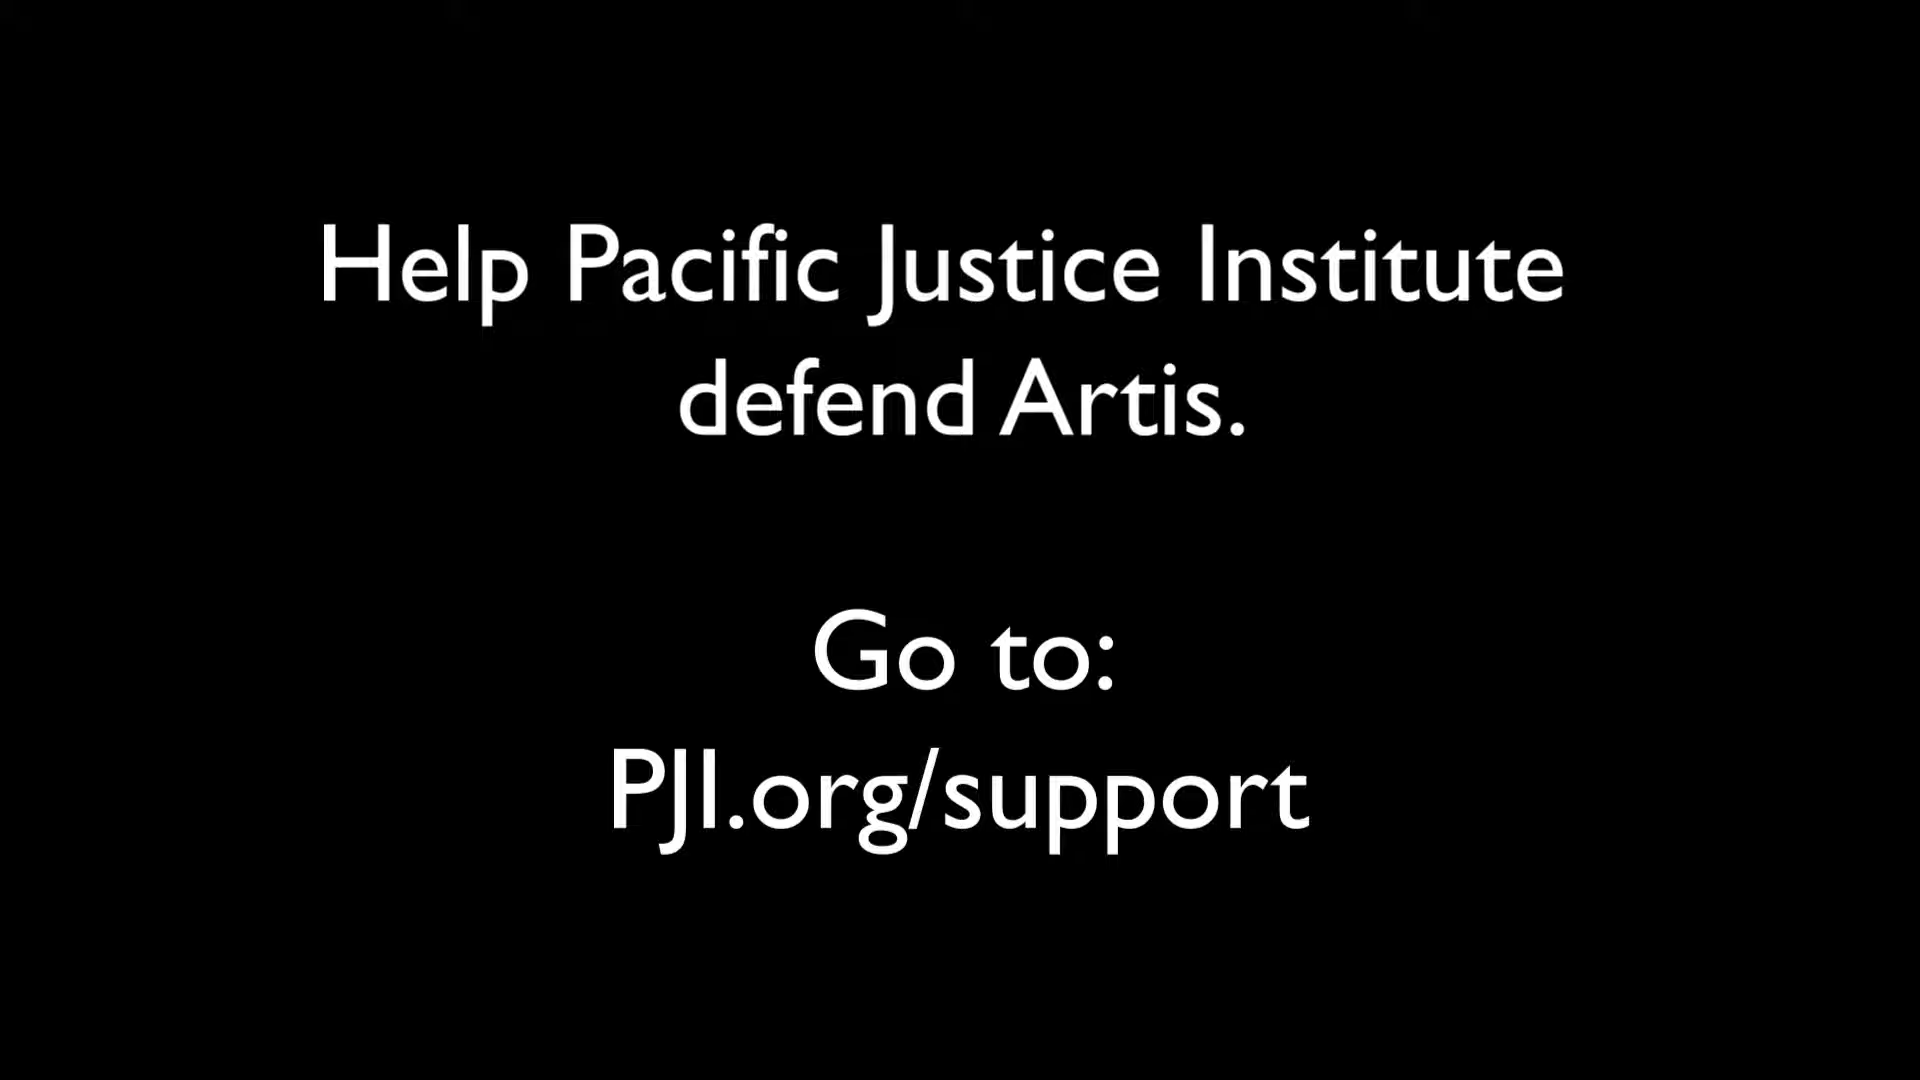 Help Pacific Justice Institute
defend Artis.
Go to:
PJI.org/support